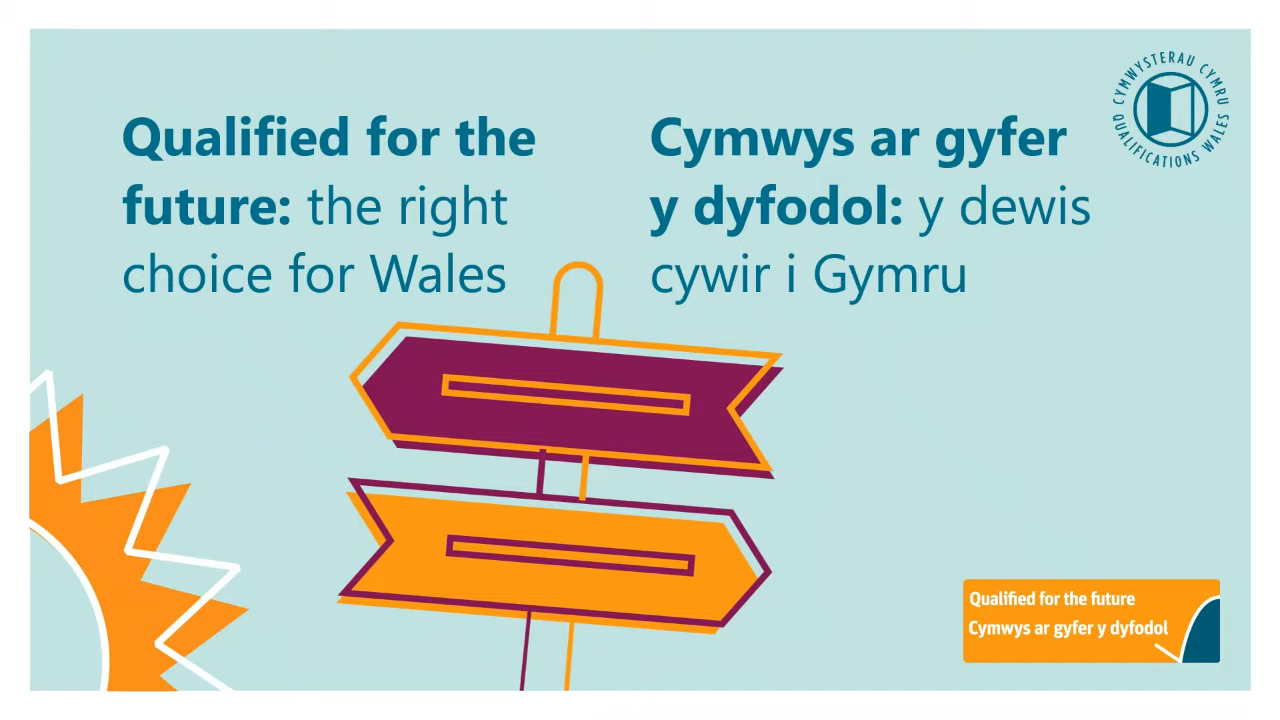 Qualified for the
future: the right
choice for Wales
Cymwys ar gyfer
y dyfodol: y dewis
cywir i Gymru
CYMWYSTERAU CYMRU
QUALIFICATIONS WALES
Qualified for the future
Cymwys ar gyfer y dyfodol